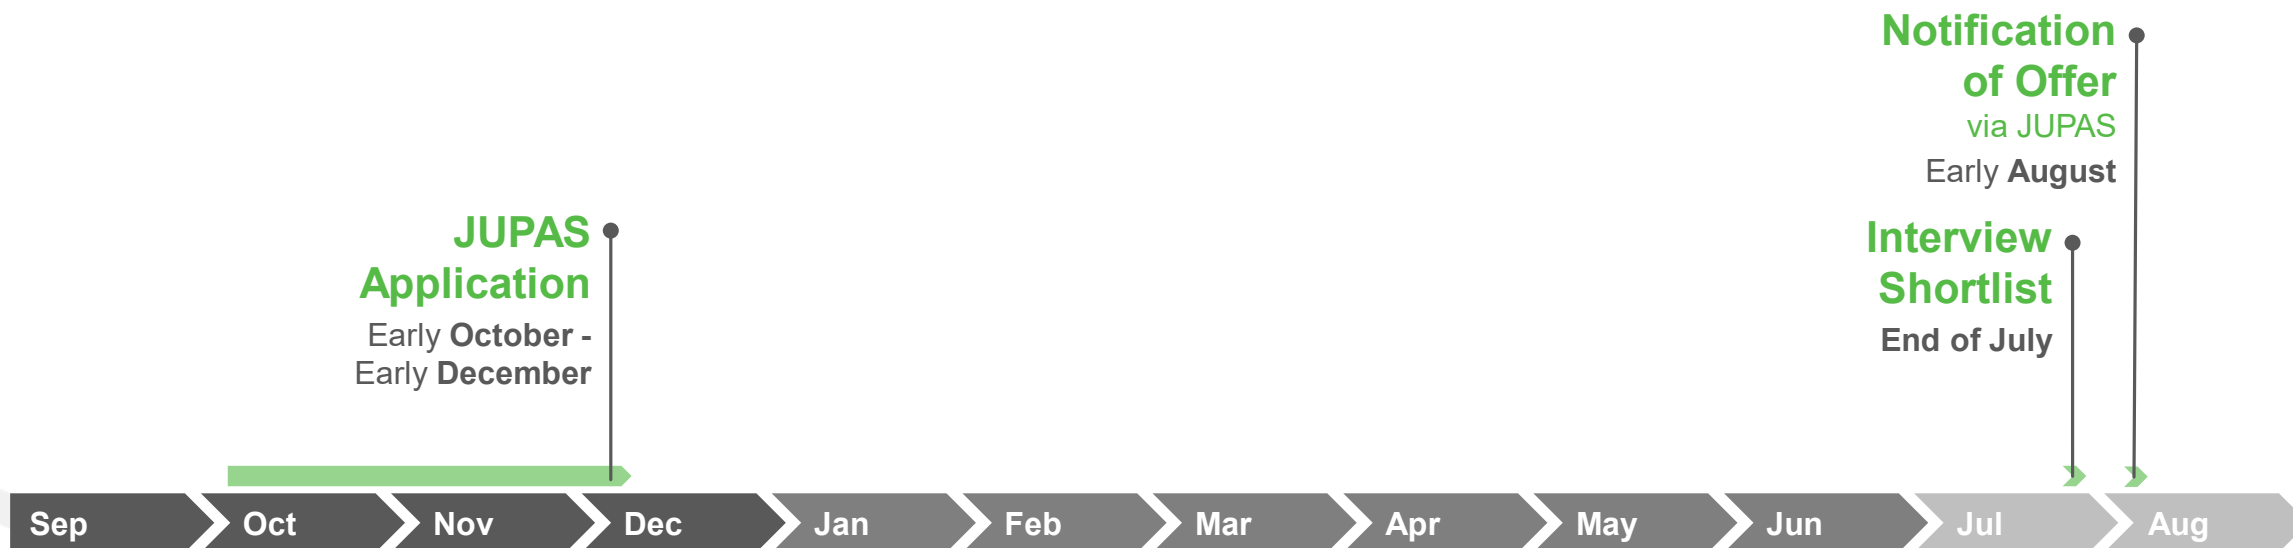 Notification
of Offer
via JUPAS
Early August
JUPAS
Application
Early October -
Early December
Interview
Shortlist
End of July
Sep Oct Nov Dec Jan Feb Mar Apr May Jun Jul Aug